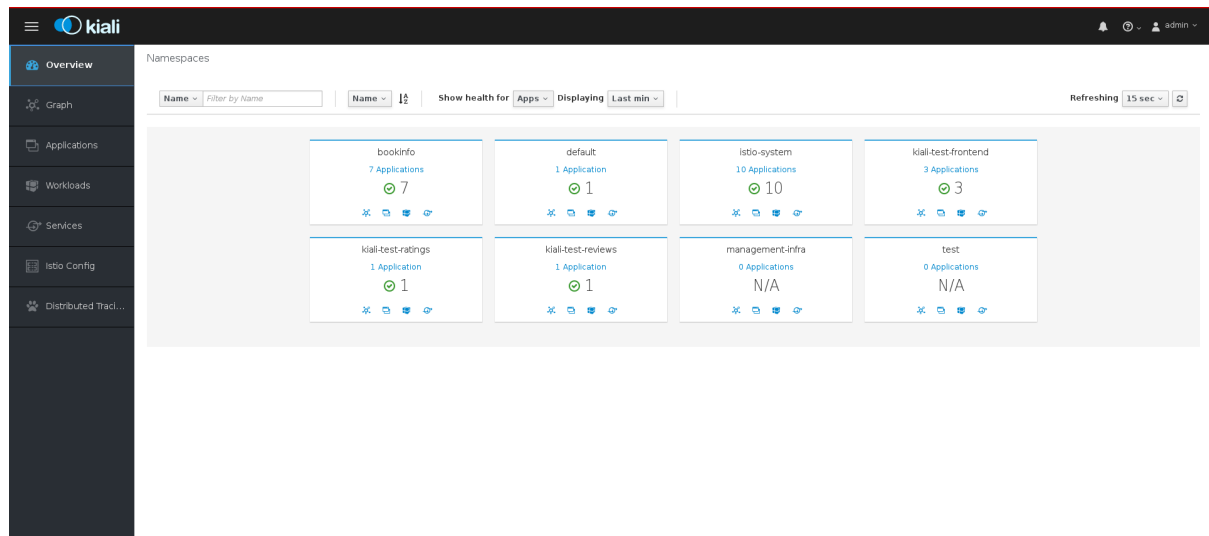 kiali
admin
Overview
Graph
Applications
Workloads
Services
Istio Config
Distributed Traci...
Namespaces
Name Filter by Name Name Show health for Apps Displaying Last min Refreshing 15 sec
bookinfo
7 Applications
7
default
1 Application
1
istio-system
10 Applications
10
kiali-test-frontend
3 Applications
3
kiali-test-ratings
1 Application
1
kiali-test-reviews
1 Application
1
management-infra
0 Applications
N/A
test
0 Applications
N/A